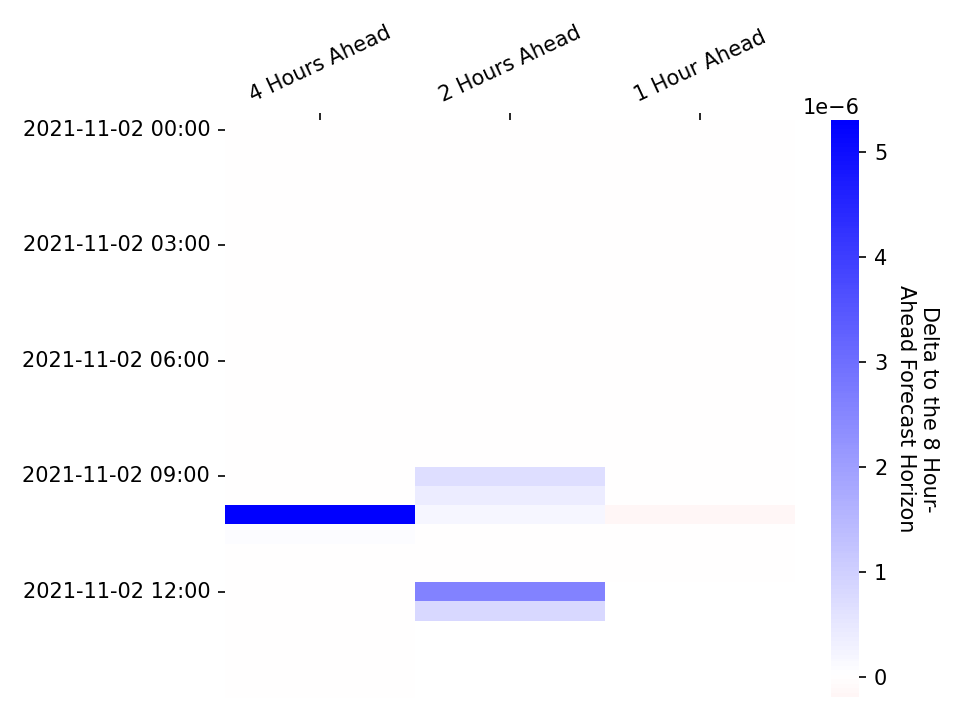 4 Hours Ahead
2 Hours Ahead
1 Hour Ahead
1e−6
2021-11-02 00:00
2021-11-02 03:00
2021-11-02 06:00
2021-11-02 09:00
2021-11-02 12:00
5
4
3
2
1
0
Delta to the 8 Hour-
Ahead Forecast Horizon